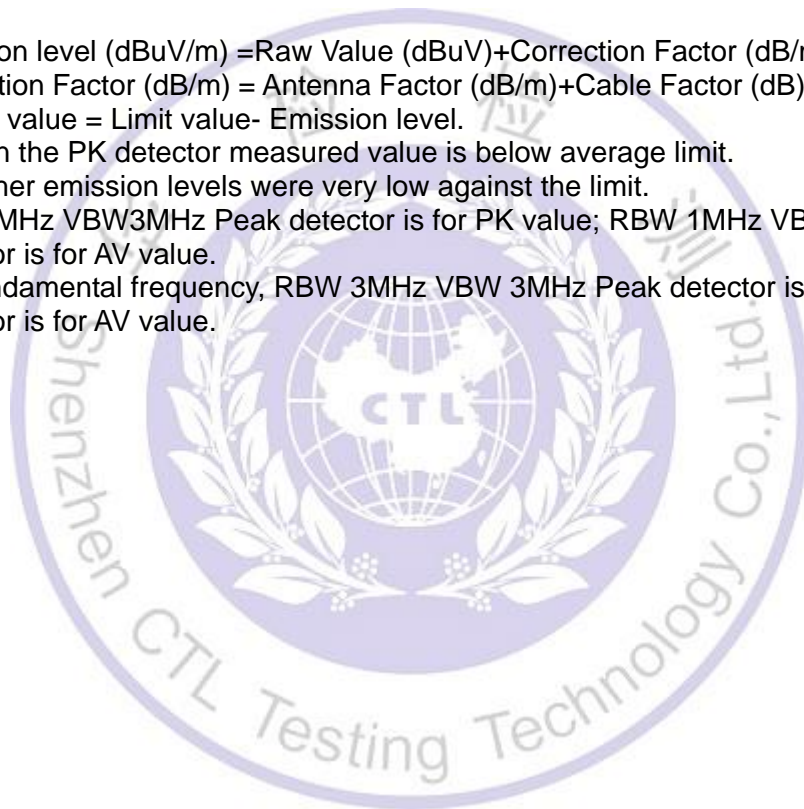 on level (dBuV/m) =Raw Value (dBuV)+Correction Factor (dB/
tion Factor (dB/m) = Antenna Factor (dB/m)+Cable Factor (dB)
value = Limit value- Emission level.
n the PK detector measured value is below average limit.
her emission levels were very low against the limit.
MHz VBW3MHz Peak detector is for PK value; RBW 1MHz VB
or is for AV value.
ndamental frequency, RBW 3MHz VBW 3MHz Peak detector is
or is for AV value.
检 测
CTL
Shenzhen CTL Testing Technology Co.,Ltd.